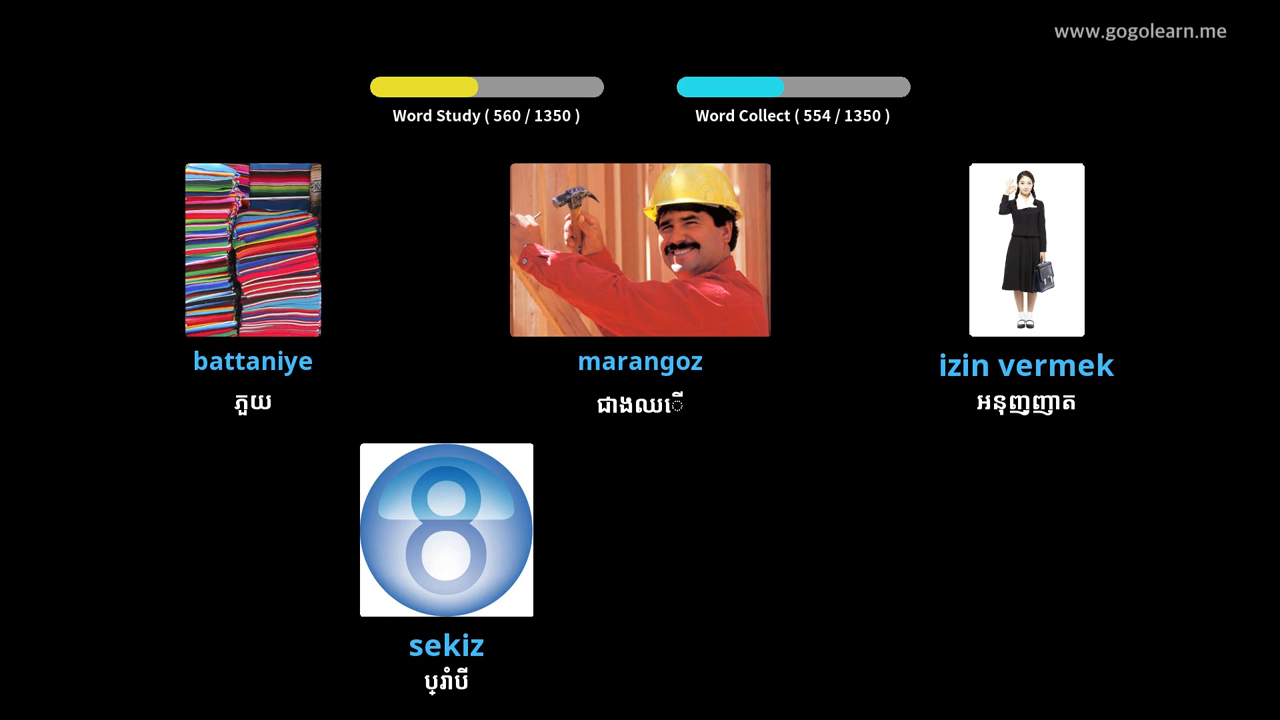 www.gogolearn.me
Word Study ( 560 / 1350 )
Word Collect ( 554 / 1350 )
battaniye
ភួយ
marangoz
ជាងឈើ
izin vermek
អនុញ្ញាត
8
sekiz
ប្រាំបី